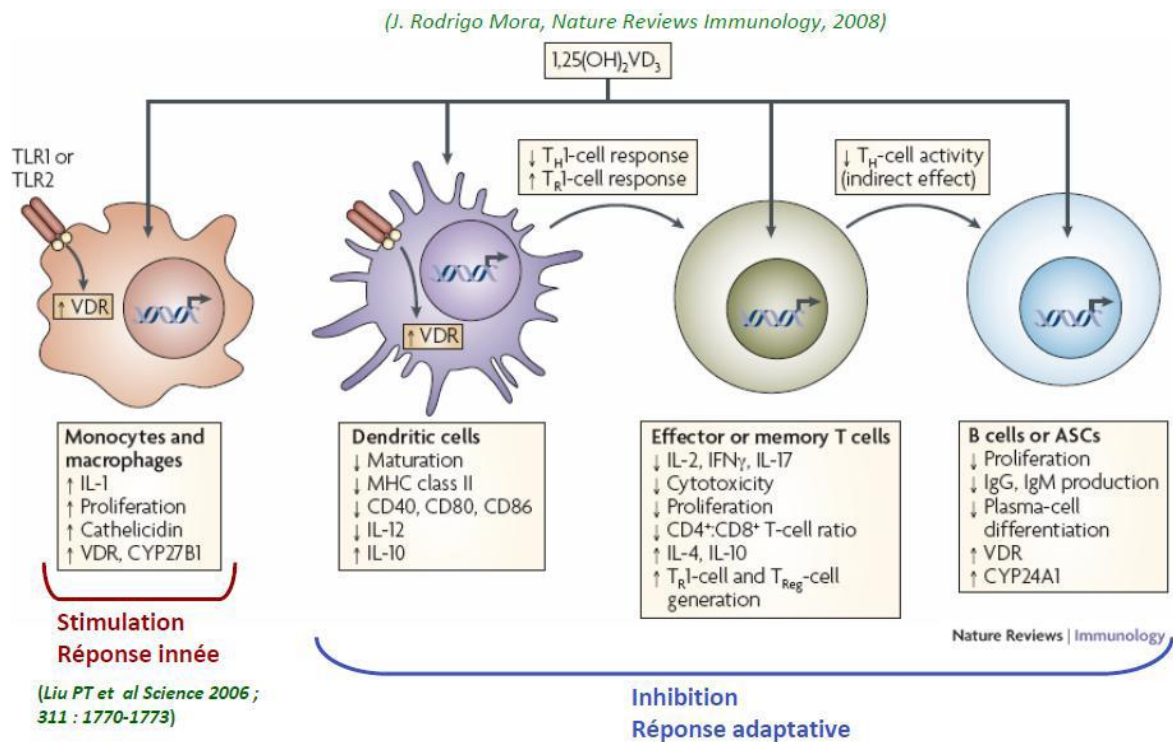 (J. Rodrigo Mora, Nature Reviews Immunology, 2008)
1,25(OH)₂VD₃
TLR1 or
TLR2
↓ T_H1-cell response
↑ T_R1-cell response
↓ T_H-cell activity
(indirect effect)
↑ VDR
↑ VDR
Monocytes and
macrophages
↑ IL-1
↑ Proliferation
↑ Cathelicidin
↑ VDR, CYP27B1
Dendritic cells
↓ Maturation
↓ MHC class II
↓ CD40, CD80, CD86
↓ IL-12
↑ IL-10
Effector or memory T cells
↓ IL-2, IFNγ, IL-17
↓ Cytotoxicity
↓ Proliferation
↓ CD4⁺:CD8⁺ T-cell ratio
↑ IL-4, IL-10
↑ T_R1-cell and T_Reg-cell
generation
B cells or ASCs
↓ Proliferation
↓ IgG, IgM production
↓ Plasma-cell
differentiation
↑ VDR
↑ CYP24A1
Nature Reviews | Immunology
Stimulation
Réponse innée
(Liu PT et al Science 2006 ;
311 : 1770-1773)
Inhibition
Réponse adaptative